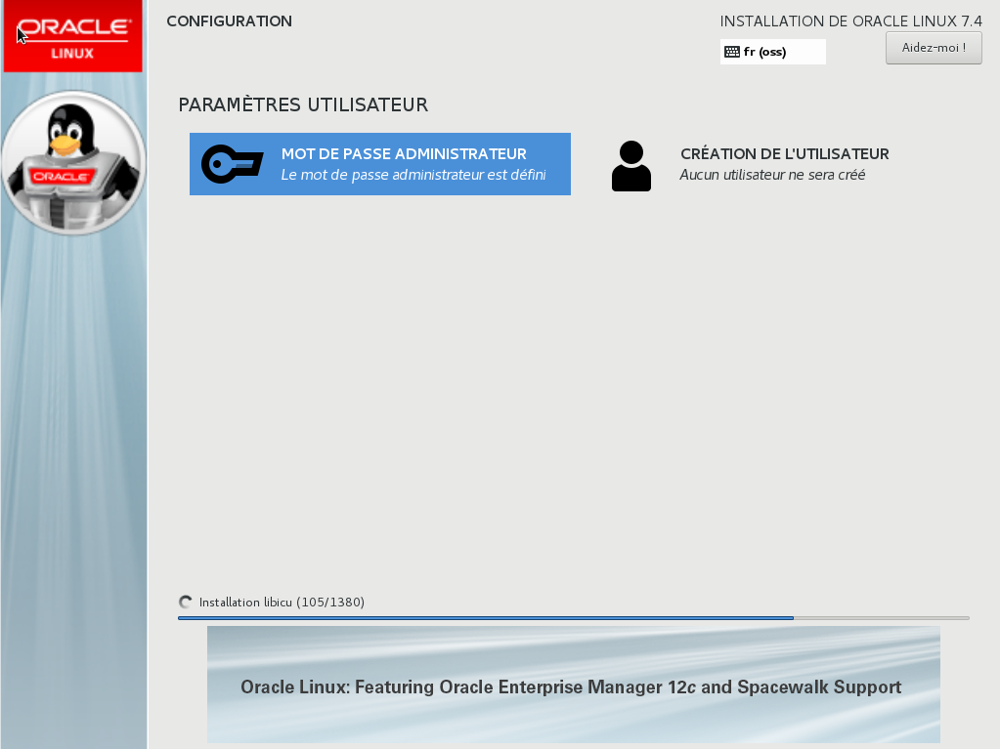 ORACLE®
LINUX
CONFIGURATION
INSTALLATION DE ORACLE LINUX 7.4
fr (oss)
Aidez-moi !
ORACLE
PARAMÈTRES UTILISATEUR
MOT DE PASSE ADMINISTRATEUR
Le mot de passe administrateur est défini
CRÉATION DE L'UTILISATEUR
Aucun utilisateur ne sera créé
Installation libicu (105/1380)
Oracle Linux: Featuring Oracle Enterprise Manager 12c and Spacewalk Support